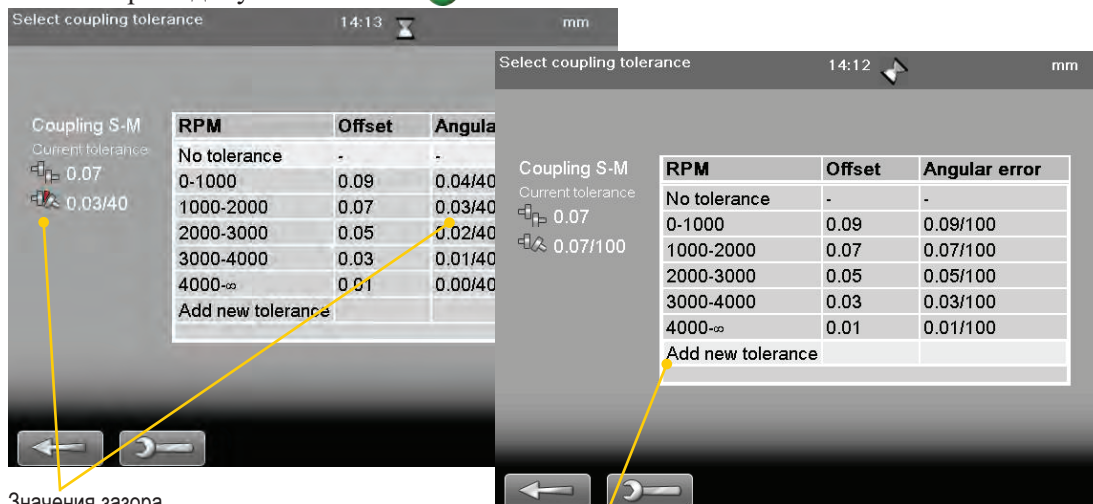 Select coupling tolerance 14:13 mm
Coupling S-M
Current tolerance
0.07
0.03/40
RPM Offset Angula
No tolerance - -
0-1000 0.09 0.04/40
1000-2000 0.07 0.03/40
2000-3000 0.05 0.02/40
3000-4000 0.03 0.01/40
4000-∞ 0.01 0.00/40
Add new tolerance
Значения зазора
Select coupling tolerance 14:12 mm
Coupling S-M
Current tolerance
0.07
0.07/100
RPM Offset Angular error
No tolerance - -
0-1000 0.09 0.09/100
1000-2000 0.07 0.07/100
2000-3000 0.05 0.05/100
3000-4000 0.03 0.03/100
4000-∞ 0.01 0.01/100
Add new tolerance